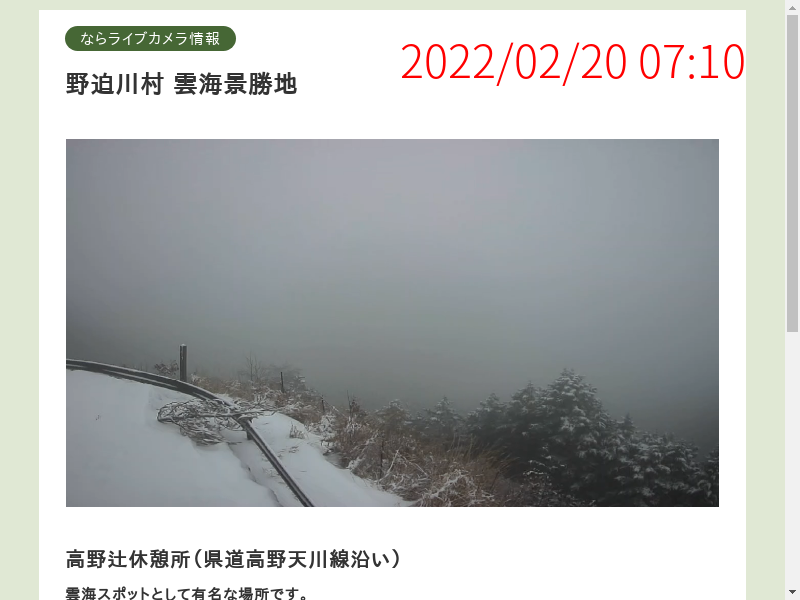 ならライブカメラ情報
2022/02/20 07:10
野迫川村 雲海景勝地
高野辻休憩所（県道高野天川線沿い）
雲海スポットとして有名な場所です。